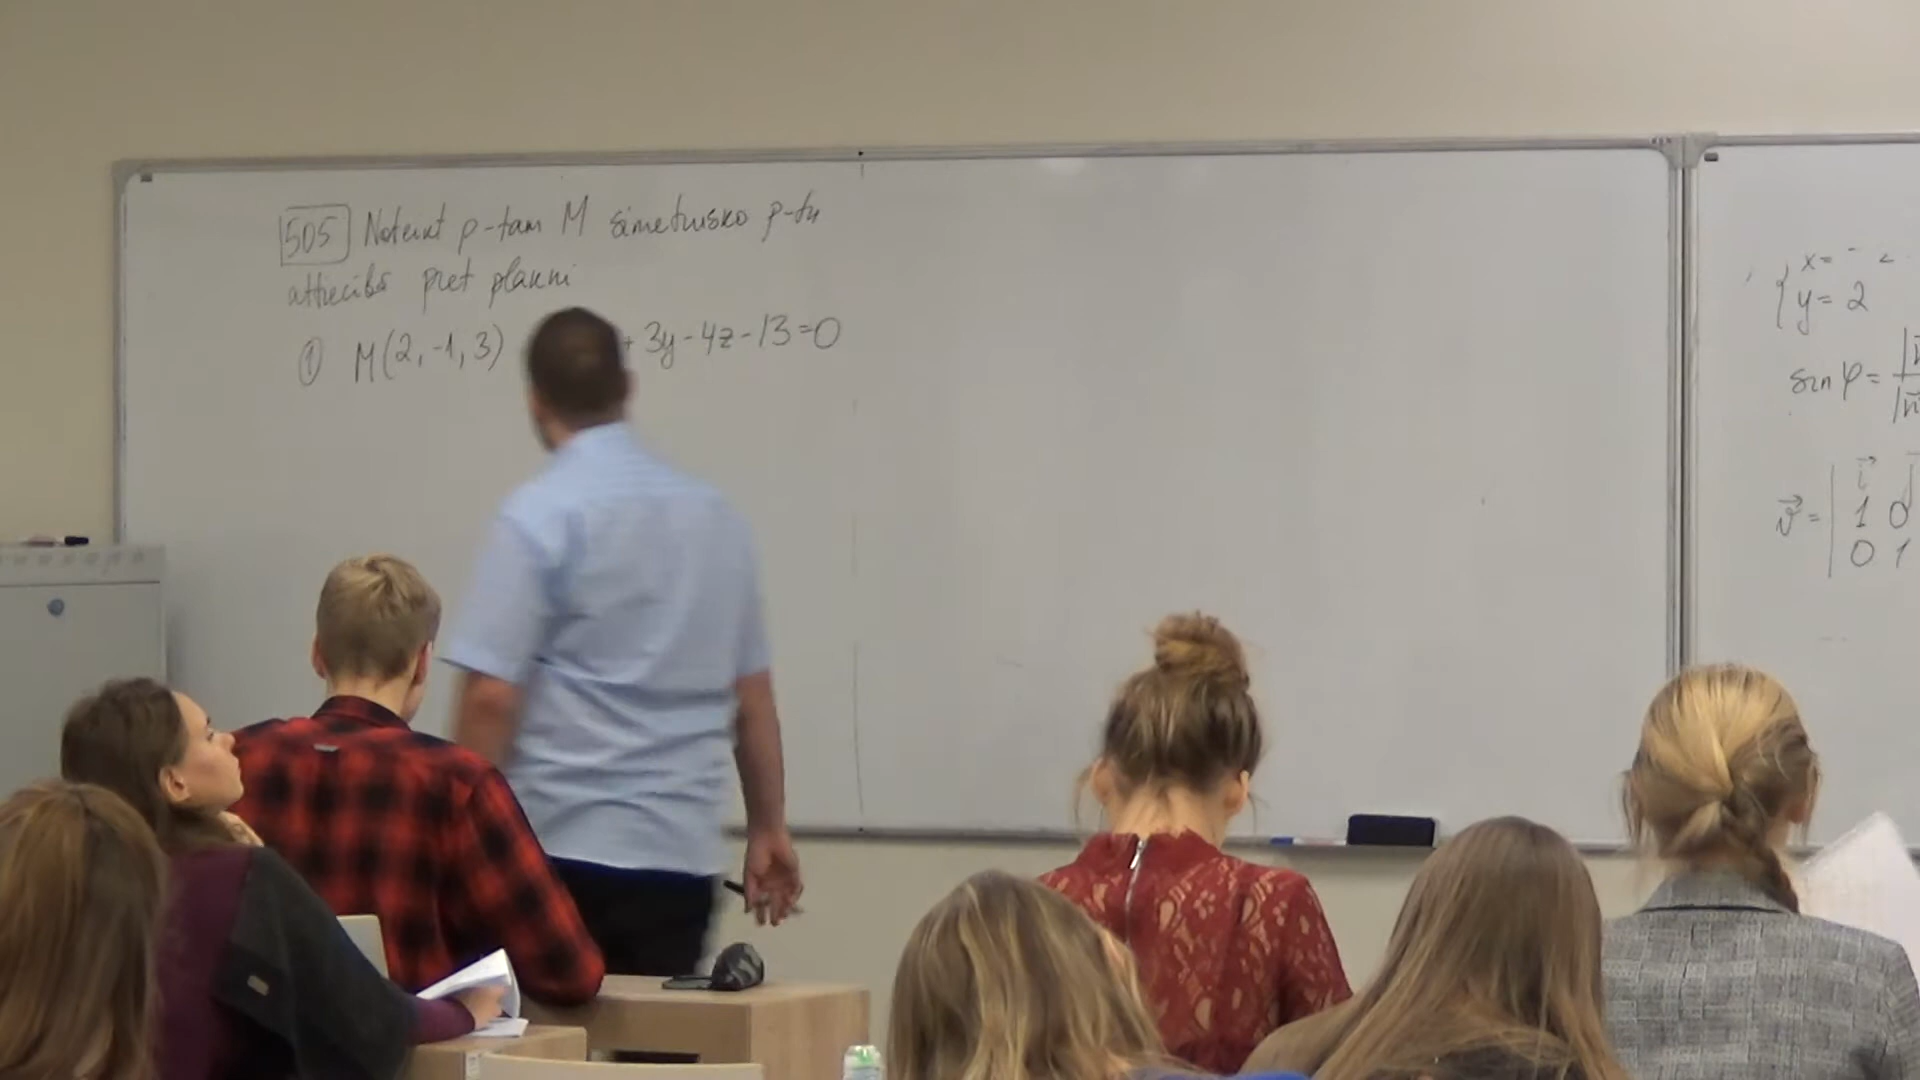 505 Noteikt p-tam M simetrisko p-tu
attiecībā pret plakni
① M(2,-1,3) + 3y-4z-13=0
x=
y=2
sin φ=
v⃗ =
i⃗ j⃗
1 0
0 1